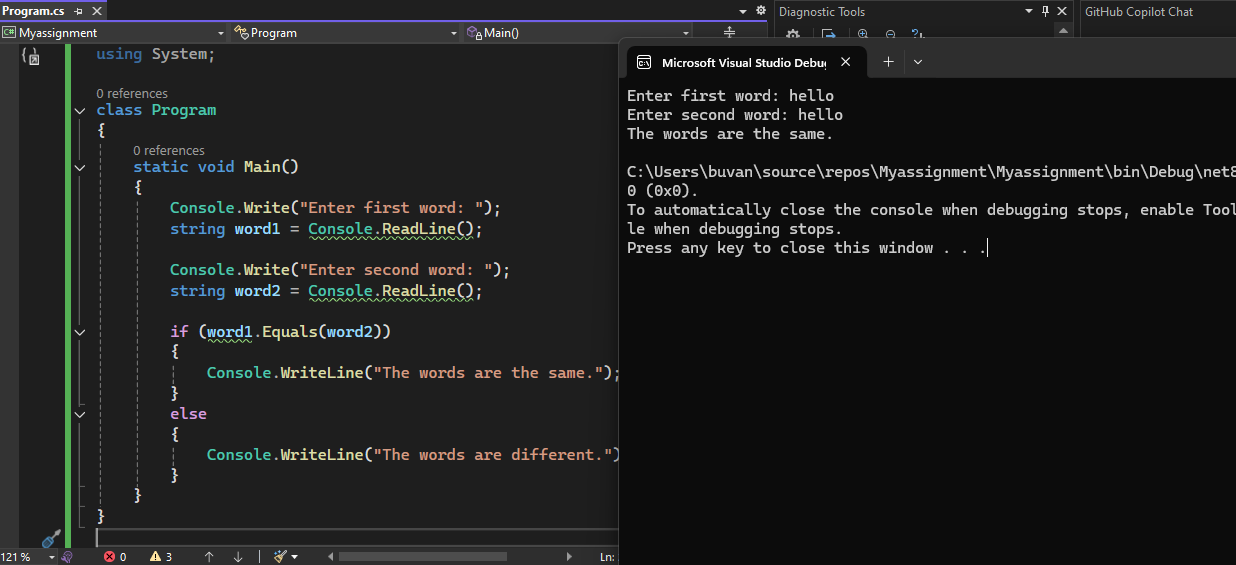 Program.cs
Diagnostic Tools
GitHub Copilot Chat
C# Myassignment
Program
Main()
using System;
0 references
class Program
{
0 references
static void Main()
{
Console.Write("Enter first word: ");
string word1 = Console.ReadLine();
Console.Write("Enter second word: ");
string word2 = Console.ReadLine();
if (word1.Equals(word2))
{
Console.WriteLine("The words are the same.");
}
else
{
Console.WriteLine("The words are different.")
}
}
}
121 %
0
3
Ln:
Microsoft Visual Studio Debu
Enter first word: hello
Enter second word: hello
The words are the same.
C:\Users\buvan\source\repos\Myassignment\Myassignment\bin\Debug\net8
0 (0x0).
To automatically close the console when debugging stops, enable Tool
le when debugging stops.
Press any key to close this window . . .